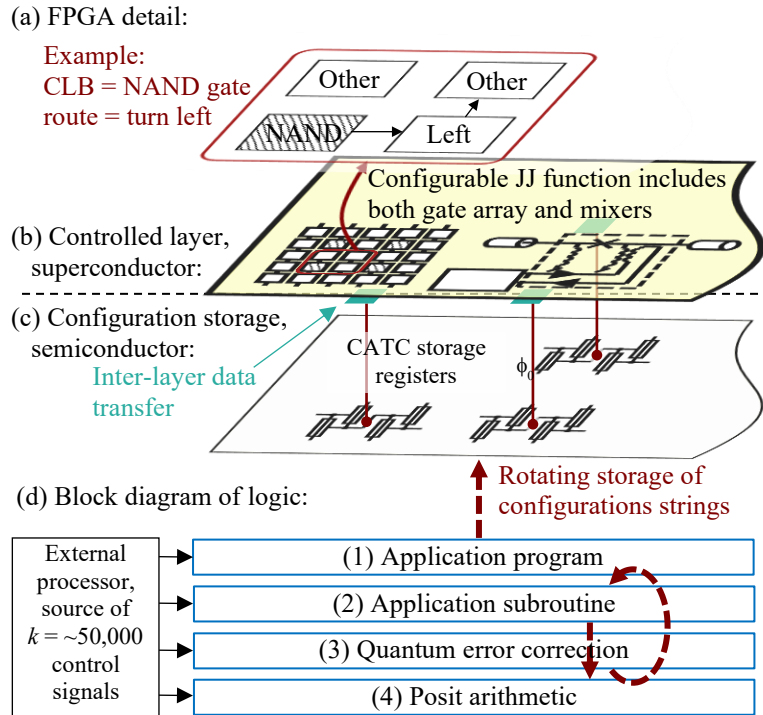 (a) FPGA detail:
Example:
CLB = NAND gate
route = turn left
Other
Other
NAND
Left
Configurable JJ function includes
both gate array and mixers
(b) Controlled layer,
superconductor:
(c) Configuration storage,
semiconductor:
Inter-layer data
transfer
CATC storage
registers
ϕ0
Rotating storage of
configurations strings
(d) Block diagram of logic:
External
processor,
source of
k = ~50,000
control
signals
(1) Application program
(2) Application subroutine
(3) Quantum error correction
(4) Posit arithmetic